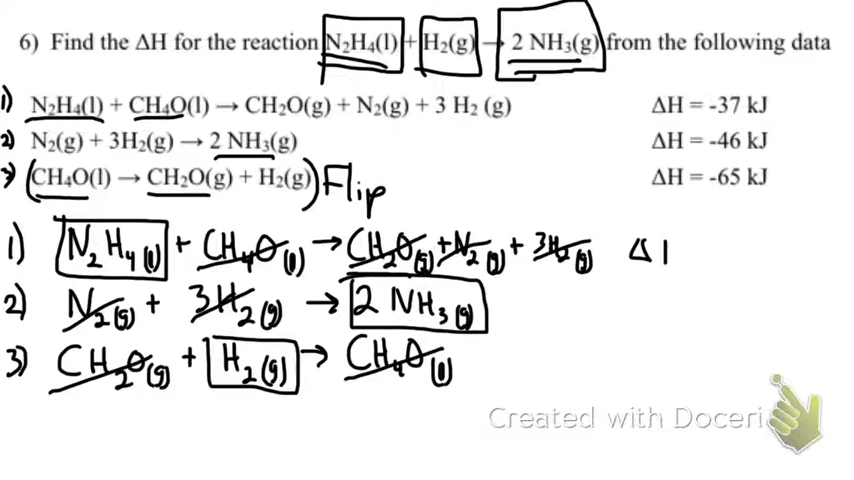 6) Find the ΔH for the reaction N₂H₄(l) + H₂(g) → 2 NH₃(g) from the following data
1) N₂H₄(l) + CH₄O(l) → CH₂O(g) + N₂(g) + 3 H₂ (g) ΔH = -37 kJ
2) N₂(g) + 3H₂(g) → 2 NH₃(g) ΔH = -46 kJ
3) (CH₄O(l) → CH₂O(g) + H₂(g)) Flip ΔH = -65 kJ
1) N₂H₄(l) + CH₄O(l) → CH₂O(g) + N₂(g) + 3H₂(g) Δ
2) N₂(g) + 3H₂(g) → 2 NH₃(g)
3) CH₂O(g) + H₂(g) → CH₄O(l)
Created with Doceri